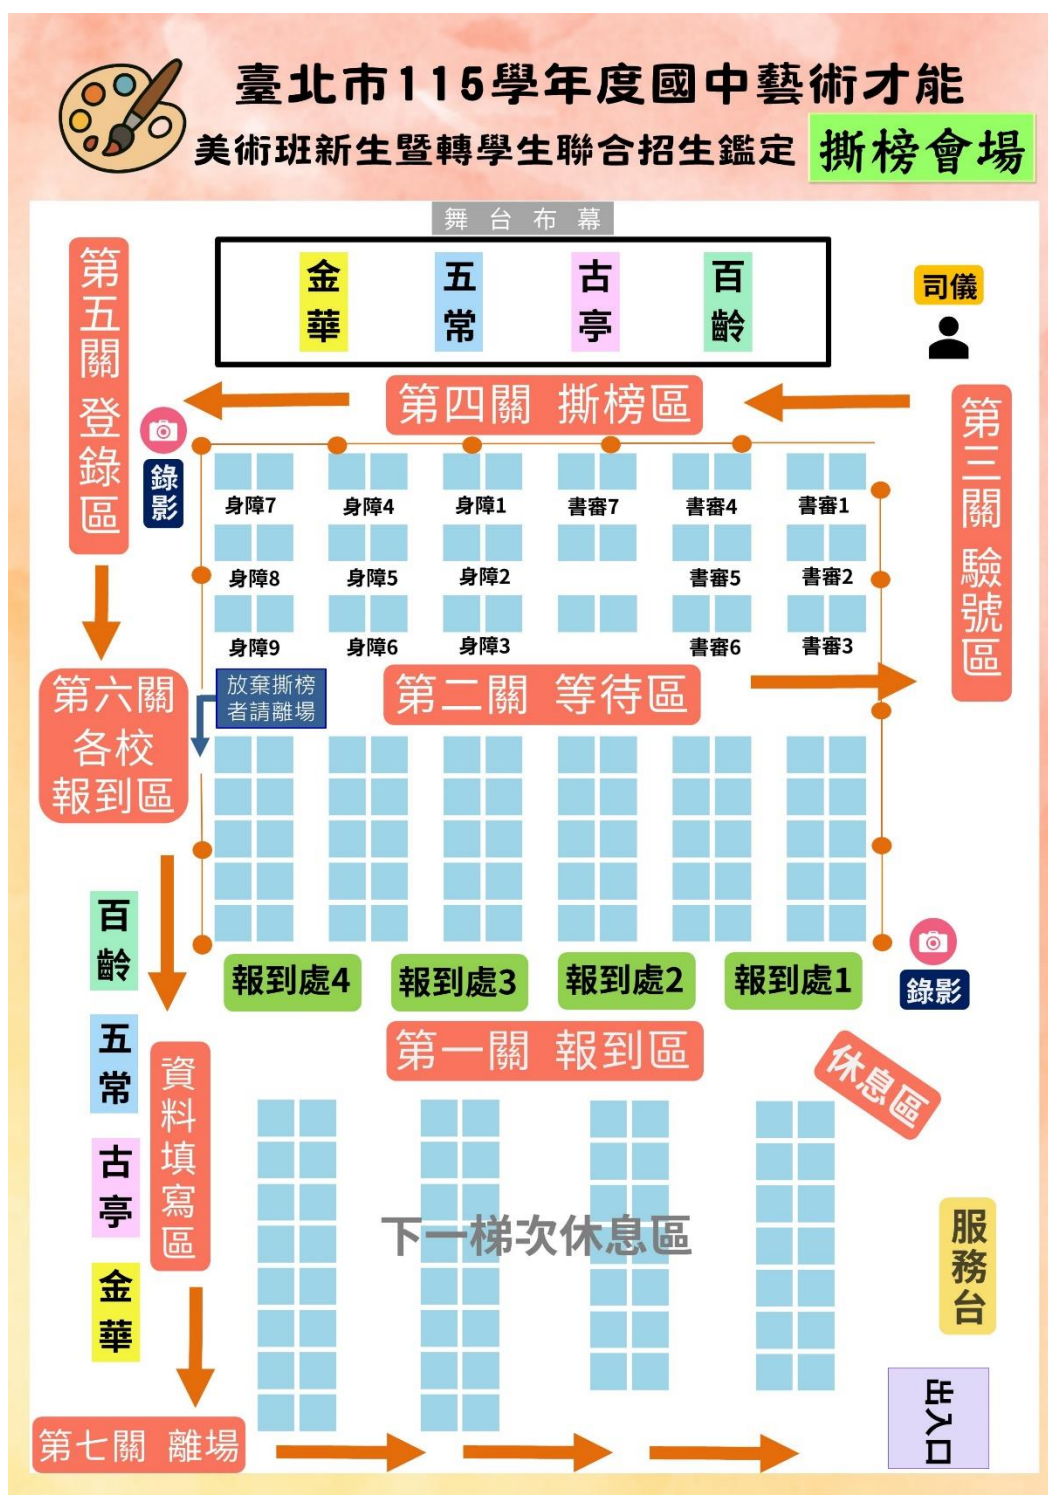 臺北市115學年度國中藝術才能
美術班新生暨轉學生聯合招生鑑定 撕榜會場
舞台布幕
金華
五常
古亭
百齡
司儀
第五關 登錄區
第四關 撕榜區
第三關 驗號區
錄影
身障7
身障4
身障1
書審7
書審4
書審1
身障8
身障5
身障2
書審5
書審2
身障9
身障6
身障3
書審6
書審3
第六關
各校
報到區
放棄撕榜
者請離場
第二關 等待區
報到處4
報到處3
報到處2
報到處1
錄影
第一關 報到區
休息區
百齡
五常
古亭
金華
資料填寫區
下一梯次休息區
服務台
出入口
第七關 離場